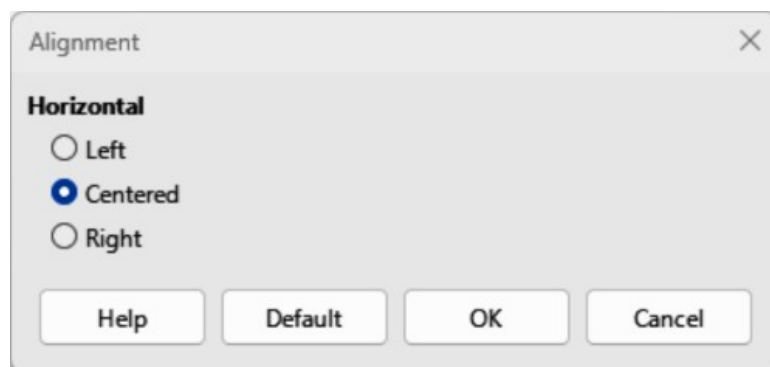 Alignment
Horizontal
Left
Centered
Right
Help Default OK Cancel